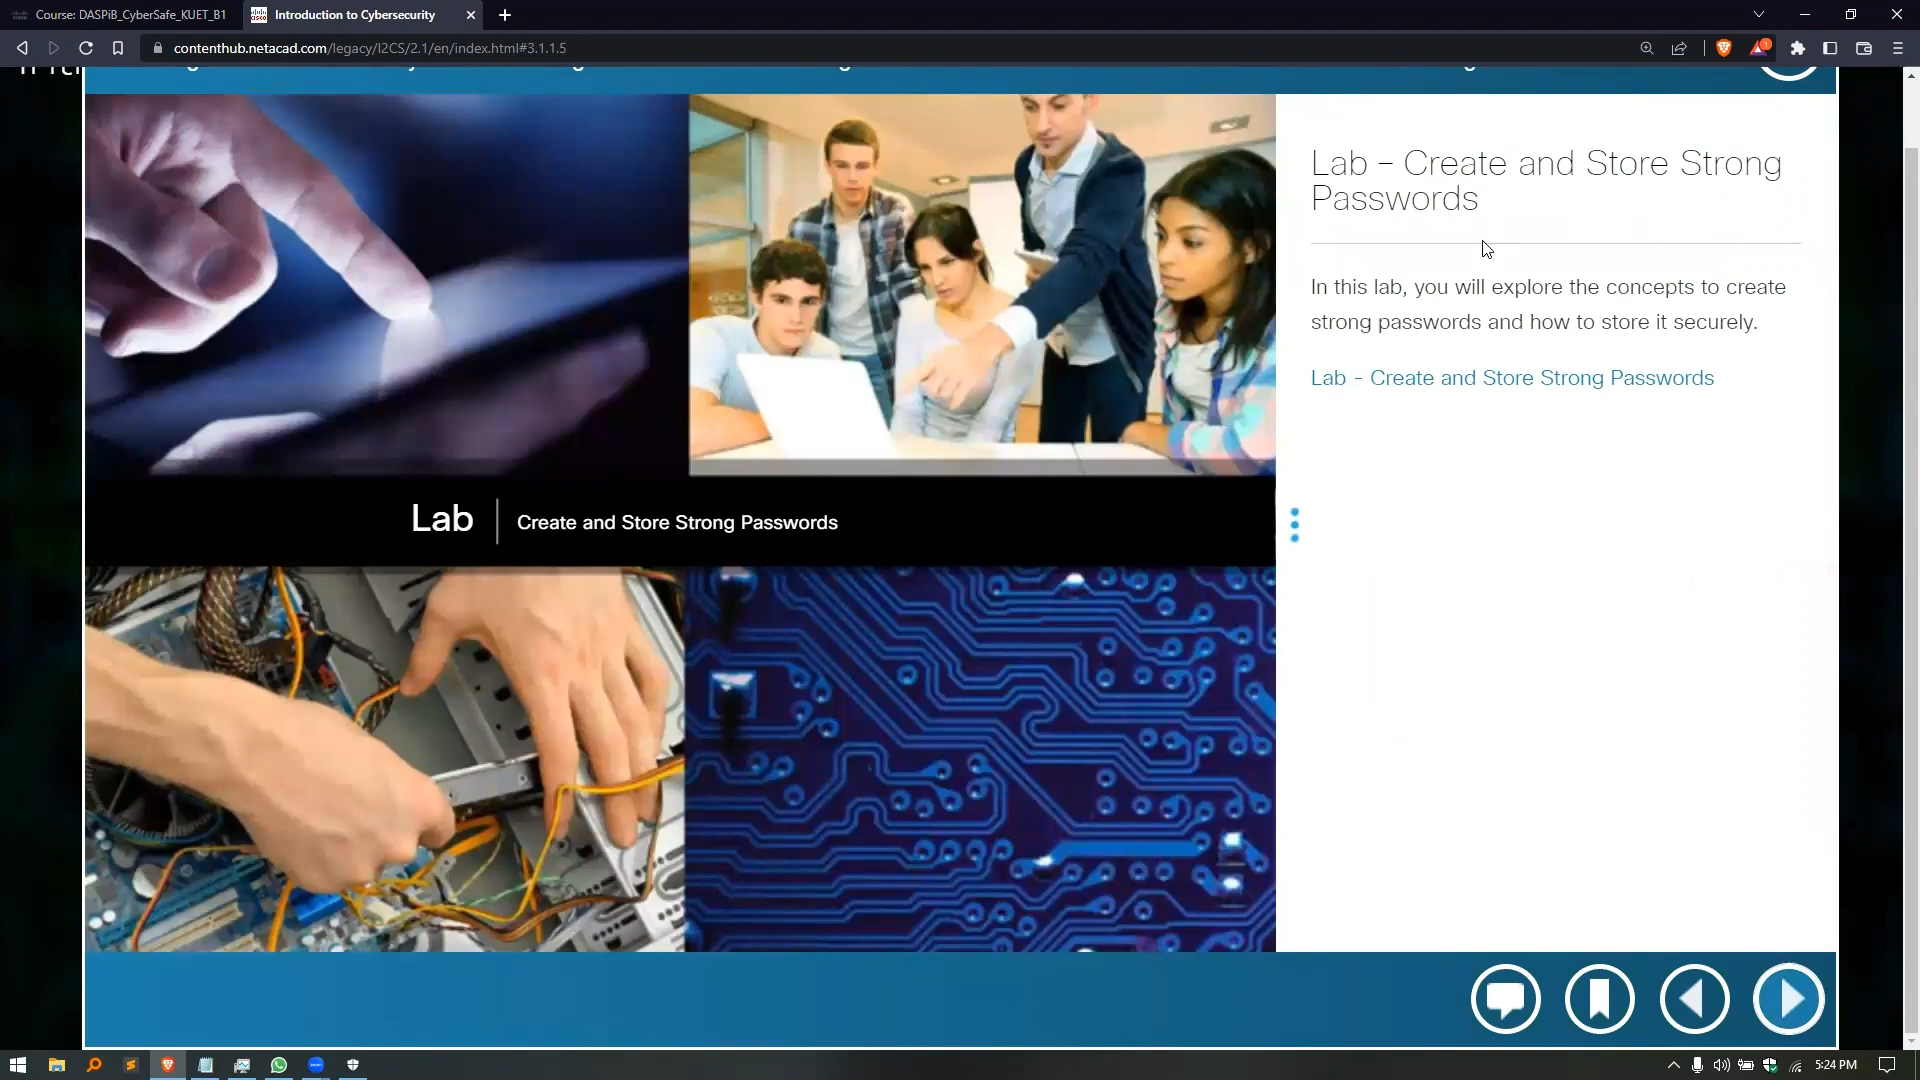 Course: DASPiB_CyberSafe_KUET_B1
Introduction to Cybersecurity
contenthub.netacad.com/legacy/I2CS/2.1/en/index.html#3.1.1.5
Lab – Create and Store Strong
Passwords
In this lab, you will explore the concepts to create
strong passwords and how to store it securely.
Lab - Create and Store Strong Passwords
Lab
Create and Store Strong Passwords
5:24 PM